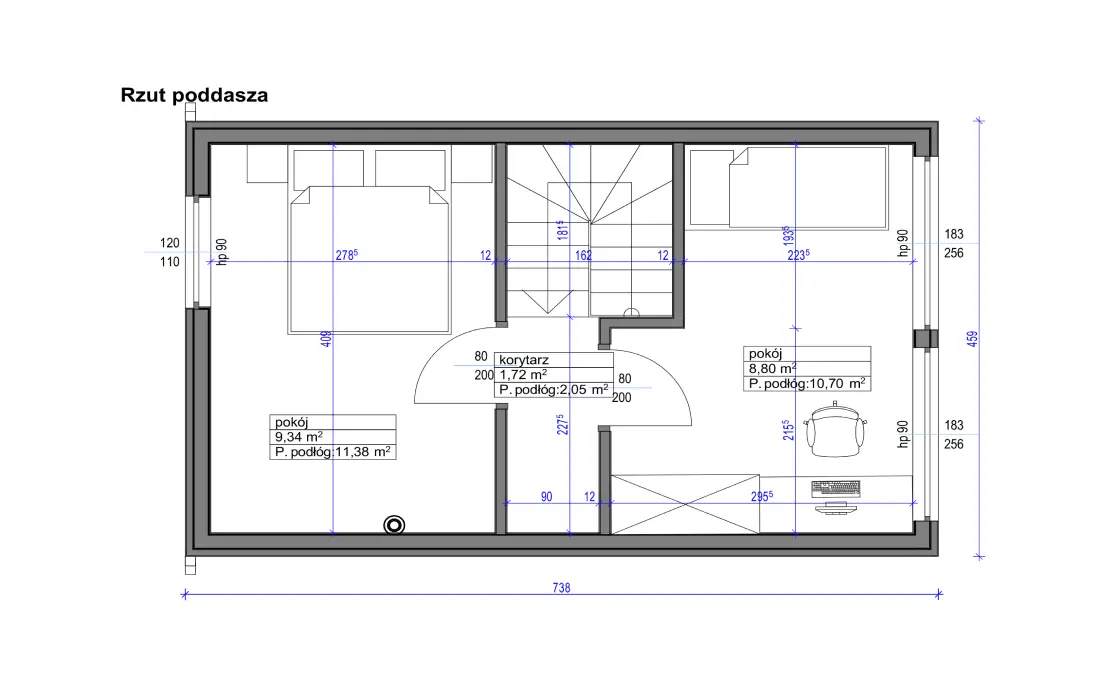 Rzut poddasza
120
110
hp 90
278⁵
12
181⁵
162
12
193⁵
223⁵
hp 90
183
256
409
459
80
200
korytarz
1,72 m²
P. podłóg:2,05 m²
80
200
pokój
8,80 m²
P. podłóg:10,70 m²
pokój
9,34 m²
P. podłóg:11,38 m²
227⁵
215⁵
hp 90
183
256
90
12
295⁵
738